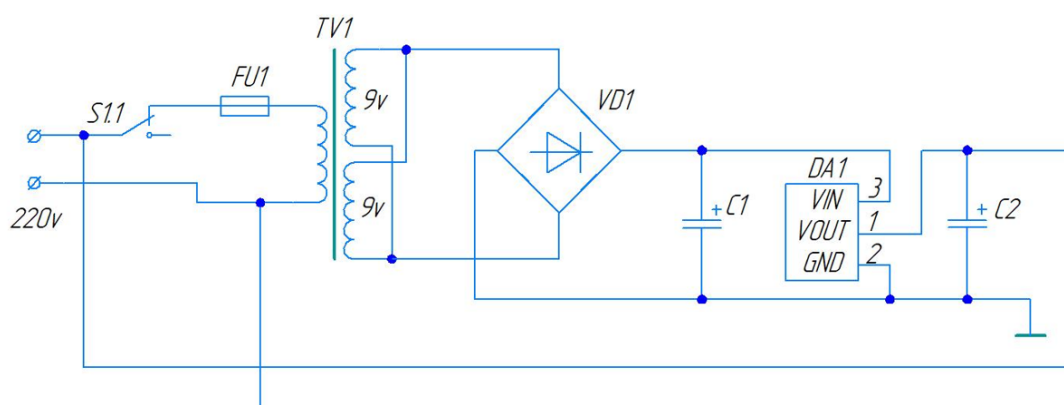 TV1
FU1
S1.1
9v
VD1
220v
9v
+ C1
DA1
VIN 3
VOUT 1
GND 2
+ C2